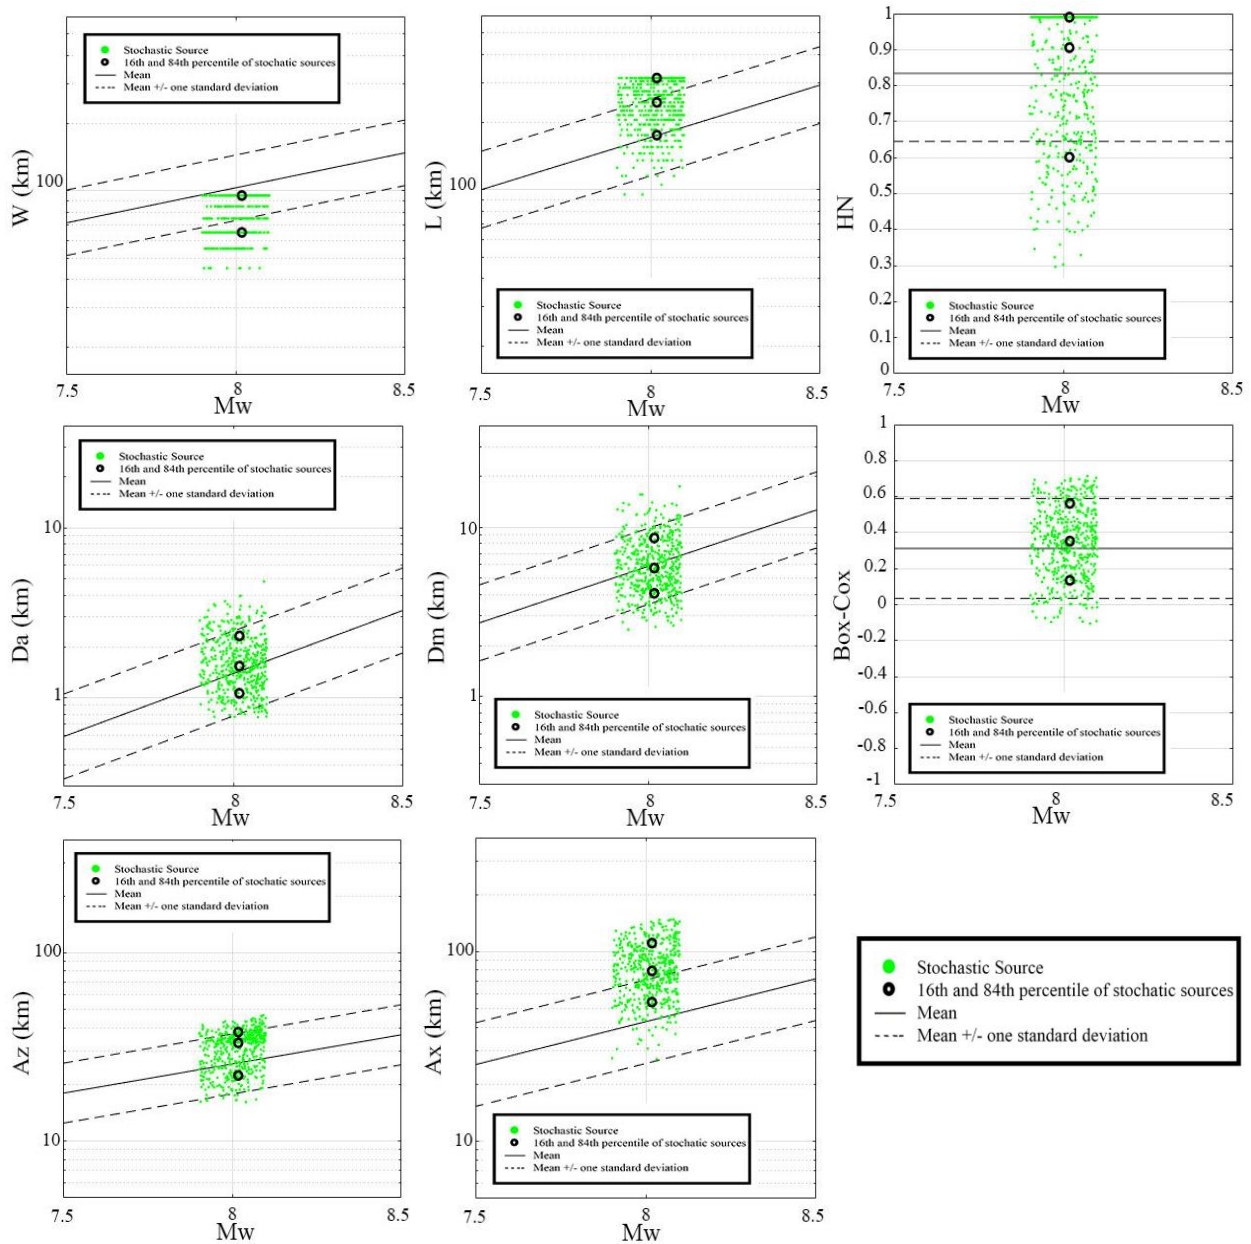 Stochastic Source
16th and 84th percentile of stochatic sources
Mean
Mean +/- one standard deviation
W (km)
100
7.5
8
8.5
Mw
L (km)
100
Stochastic Source
16th and 84th percentile of stochatic sources
Mean
Mean +/- one standard deviation
7.5
8
8.5
Mw
HN
1
0.9
0.8
0.7
0.6
0.5
0.4
0.3
0.2
0.1
0
Stochastic Source
16th and 84th percentile of stochatic sources
Mean
Mean +/- one standard deviation
7.5
8
8.5
Mw
Stochastic Source
16th and 84th percentile of stochatic sources
Mean
Mean +/- one standard deviation
Da (km)
10
1
7.5
8
8.5
Mw
Dm (km)
10
1
Stochastic Source
16th and 84th percentile of stochatic sources
Mean
Mean +/- one standard deviation
7.5
8
8.5
Mw
Box-Cox
1
0.8
0.6
0.4
0.2
0
-0.2
-0.4
-0.6
-0.8
-1
Stochastic Source
16th and 84th percentile of stochatic sources
Mean
Mean +/- one standard deviation
7.5
8
8.5
Mw
Stochastic Source
16th and 84th percentile of stochatic sources
Mean
Mean +/- one standard deviation
Az (km)
100
10
7.5
8
8.5
Mw
Ax (km)
100
10
Stochastic Source
16th and 84th percentile of stochatic sources
Mean
Mean +/- one standard deviation
7.5
8
8.5
Mw
Stochastic Source
16th and 84th percentile of stochatic sources
Mean
Mean +/- one standard deviation